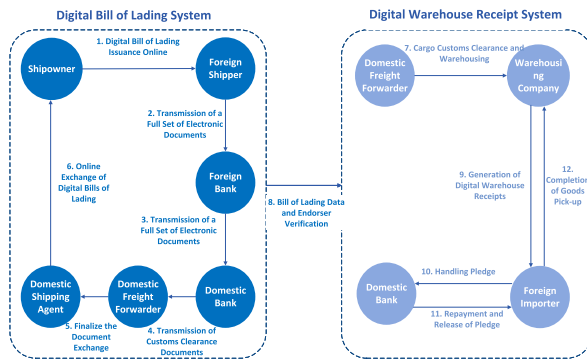 Digital Bill of Lading System
Digital Warehouse Receipt System
1. Digital Bill of Lading
Issuance Online
Shipowner
Foreign
Shipper
2. Transmission of a
Full Set of Electronic
Documents
6. Online
Exchange of
Digital Bills of
Lading
Foreign
Bank
3. Transmission of a
Full Set of Electronic
Documents
Domestic
Shipping
Agent
Domestic
Freight
Forwarder
Domestic
Bank
5. Finalize the
Document
Exchange
4. Transmission of
Customs Clearance
Documents
8. Bill of Lading Data
and Endorser
Verification
7. Cargo Customs Clearance and
Warehousing
Domestic
Freight
Forwarder
Warehousi
ng
Company
9. Generation of
Digital Warehouse
Receipts
12.
Completion
of Goods
Pick-up
10. Handling Pledge
Domestic
Bank
Foreign
Importer
11. Repayment and
Release of Pledge